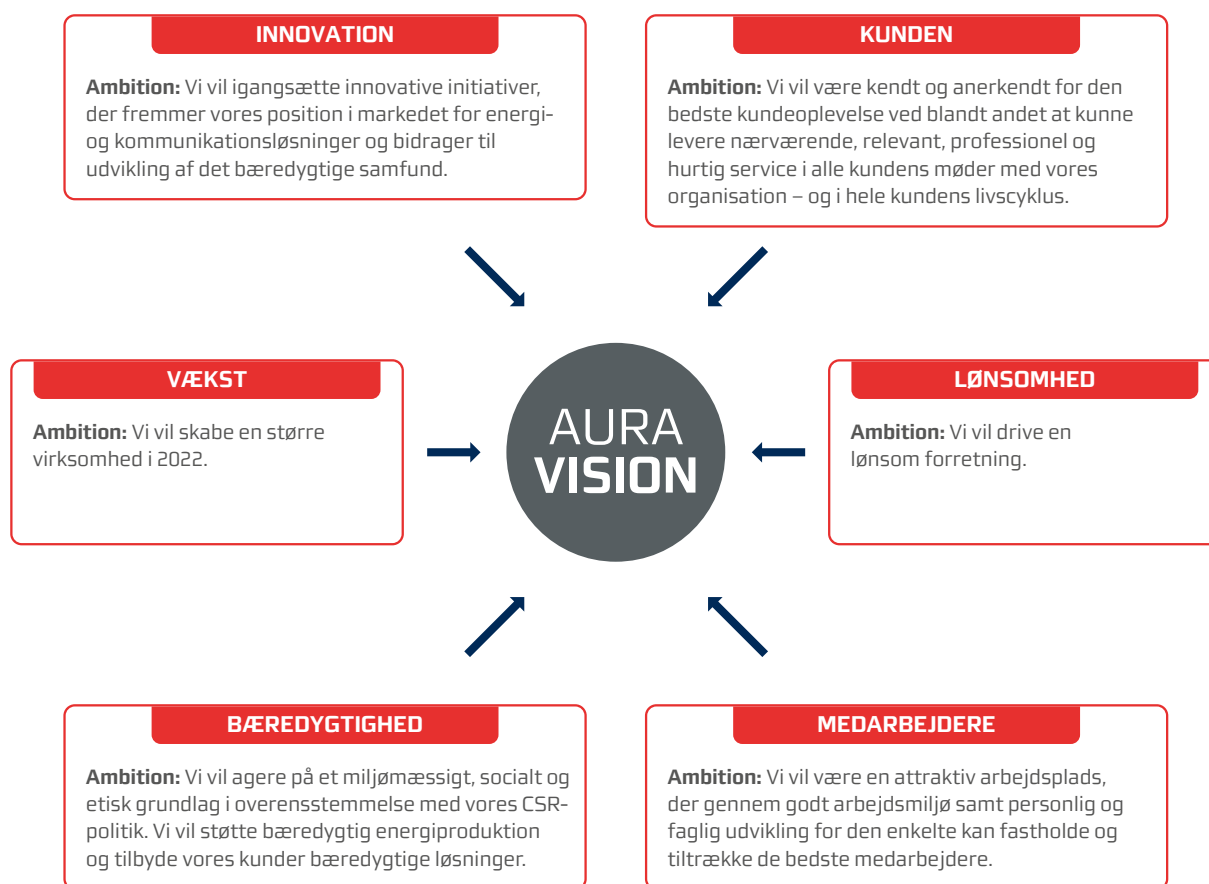 INNOVATION
Ambition: Vi vil igangsætte innovative initiativer,
der fremmer vores position i markedet for energi-
og kommunikationsløsninger og bidrager til
udvikling af det bæredygtige samfund.
KUNDEN
Ambition: Vi vil være kendt og anerkendt for den
bedste kundeoplevelse ved blandt andet at kunne
levere nærværende, relevant, professionel og
hurtig service i alle kundens møder med vores
organisation – og i hele kundens livscyklus.
VÆKST
Ambition: Vi vil skabe en større
virksomhed i 2022.
AURA
VISION
LØNSOMHED
Ambition: Vi vil drive en
lønsom forretning.
BÆREDYGTIGHED
Ambition: Vi vil agere på et miljømæssigt, socialt og
etisk grundlag i overensstemmelse med vores CSR-
politik. Vi vil støtte bæredygtig energiproduktion
og tilbyde vores kunder bæredygtige løsninger.
MEDARBEJDERE
Ambition: Vi vil være en attraktiv arbejdsplads,
der gennem godt arbejdsmiljø samt personlig og
faglig udvikling for den enkelte kan fastholde og
tiltrække de bedste medarbejdere.